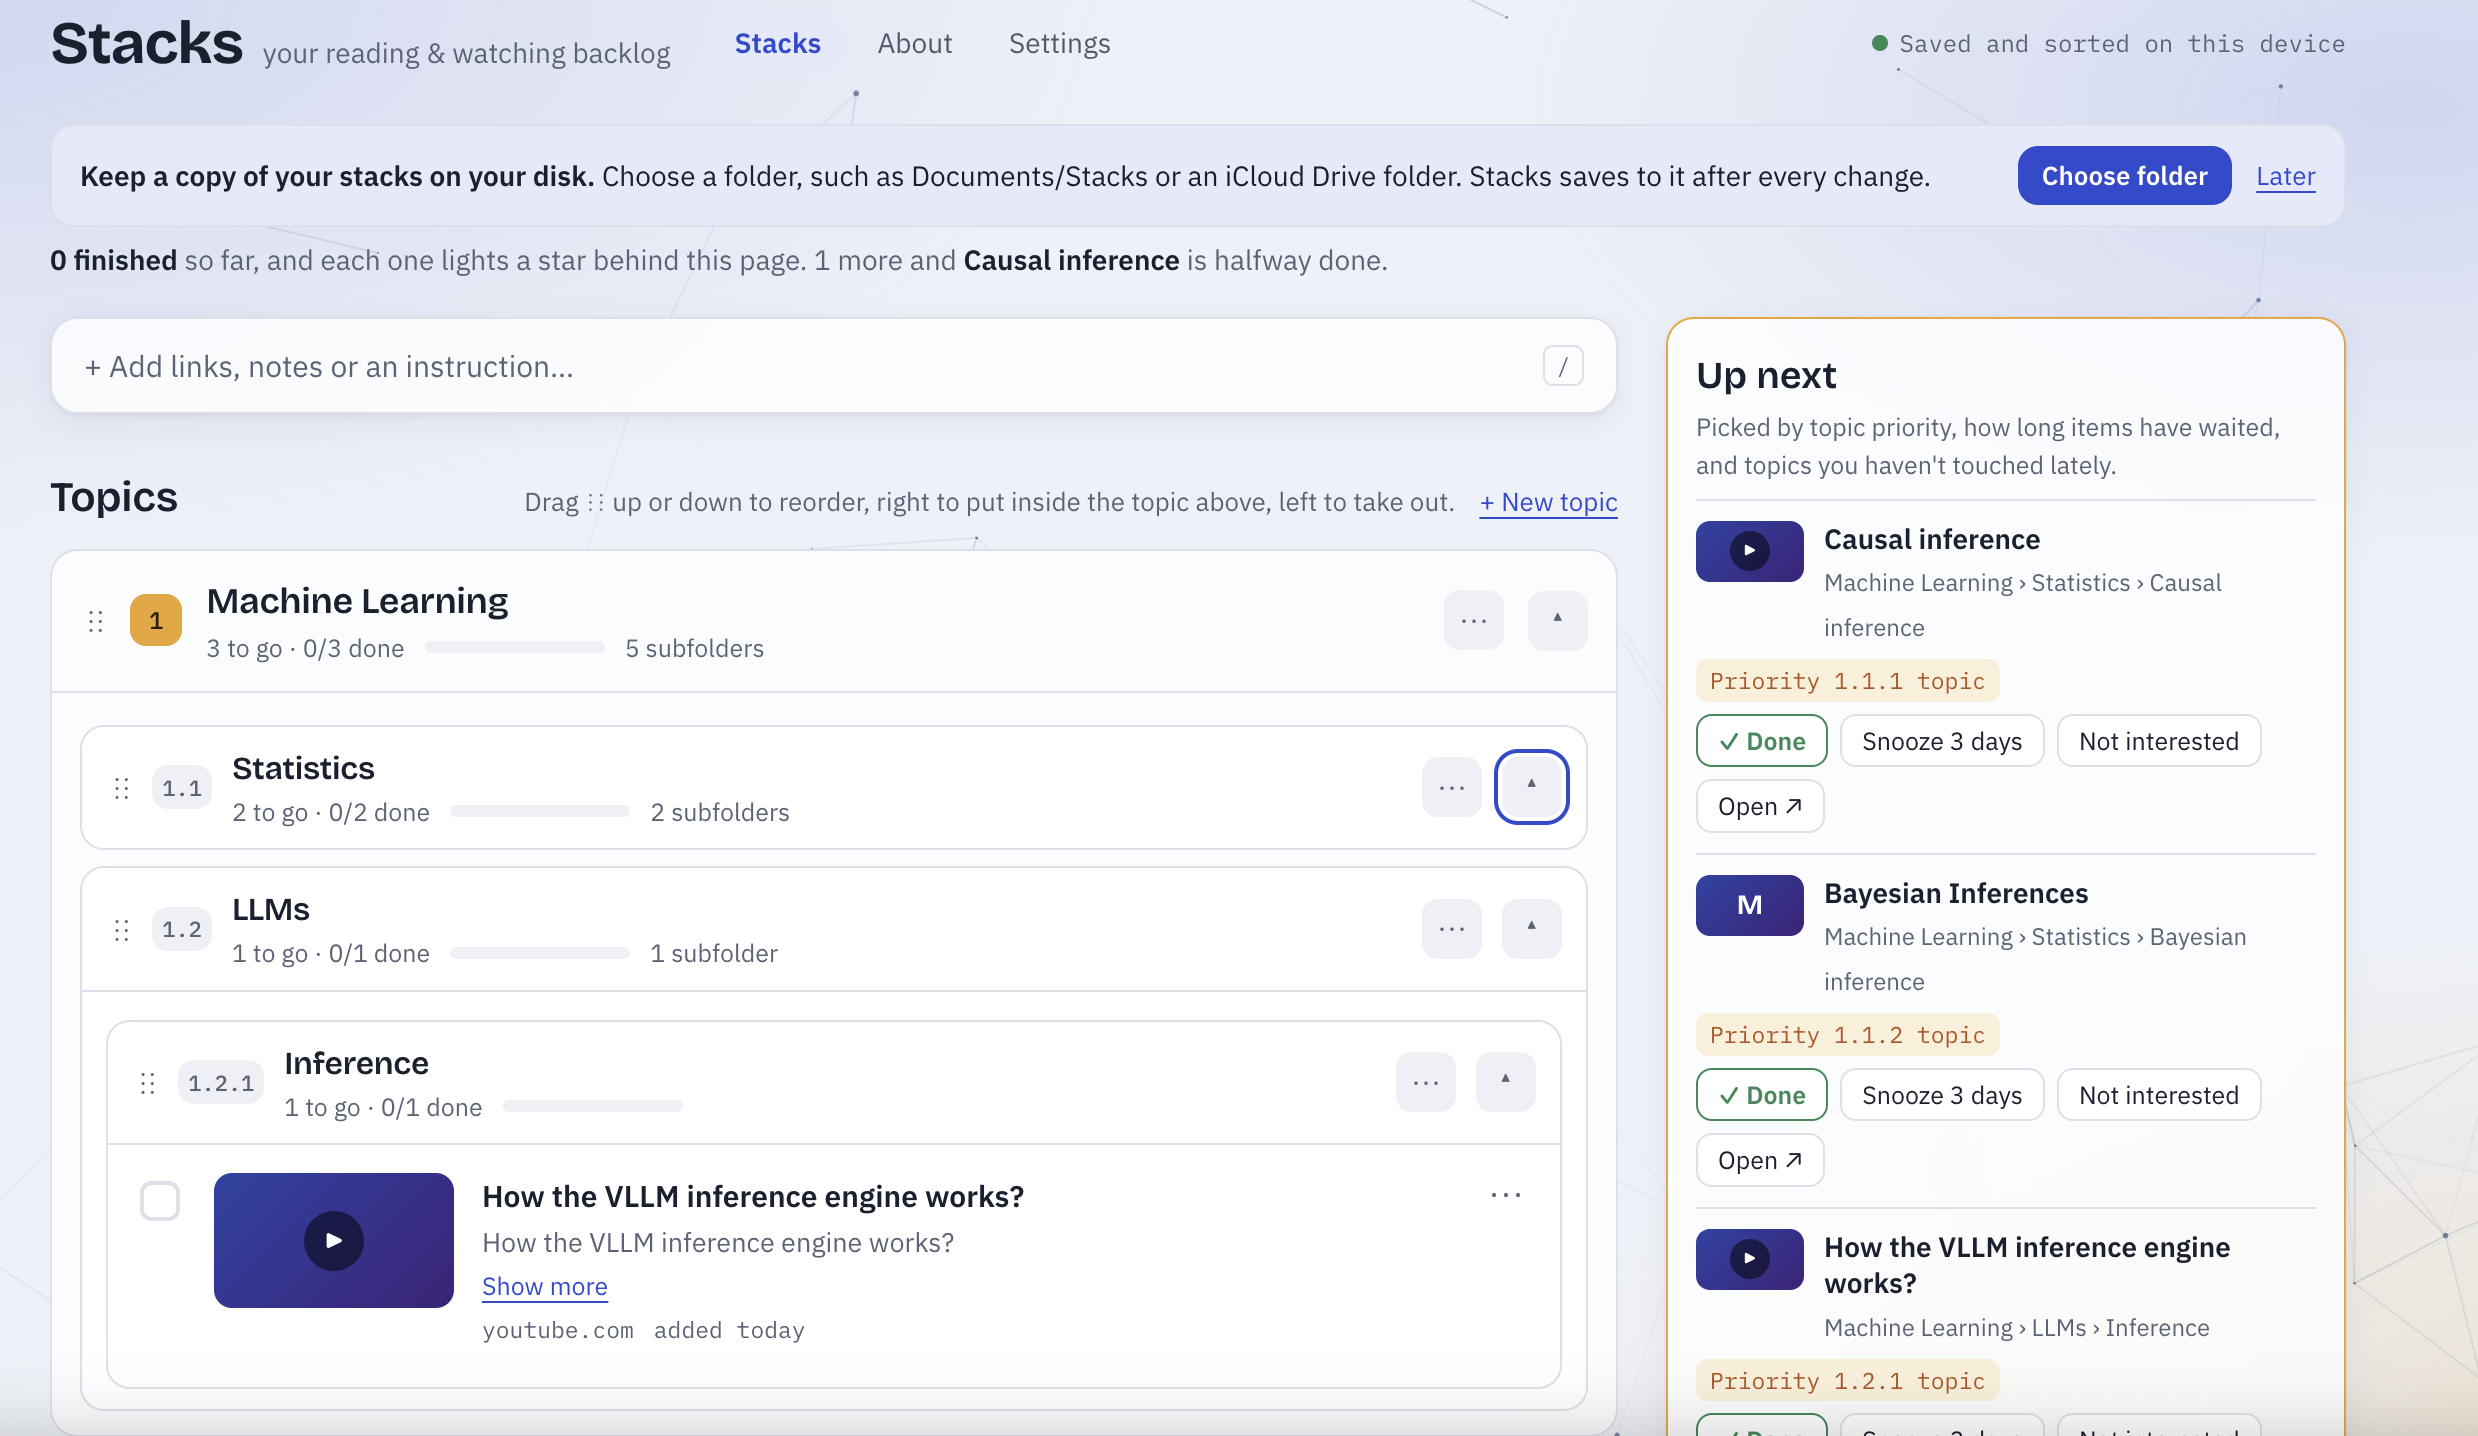 Stacks your reading & watching backlog Stacks About Settings
Saved and sorted on this device
Keep a copy of your stacks on your disk. Choose a folder, such as Documents/Stacks or an iCloud Drive folder. Stacks saves to it after every change. Choose folder Later
0 finished so far, and each one lights a star behind this page. 1 more and Causal inference is halfway done.
+ Add links, notes or an instruction... /
Topics Drag ⋮⋮ up or down to reorder, right to put inside the topic above, left to take out. + New topic
1 Machine Learning ···
3 to go · 0/3 done 5 subfolders
1.1 Statistics ···
2 to go · 0/2 done 2 subfolders
1.2 LLMs ···
1 to go · 0/1 done 1 subfolder
1.2.1 Inference ···
1 to go · 0/1 done
How the VLLM inference engine works? ···
How the VLLM inference engine works?
Show more
youtube.com added today
Up next
Picked by topic priority, how long items have waited,
and topics you haven't touched lately.
Causal inference
Machine Learning › Statistics › Causal
inference
Priority 1.1.1 topic
✓ Done Snooze 3 days Not interested
Open ↗
M Bayesian Inferences
Machine Learning › Statistics › Bayesian
inference
Priority 1.1.2 topic
✓ Done Snooze 3 days Not interested
Open ↗
How the VLLM inference engine
works?
Machine Learning › LLMs › Inference
Priority 1.2.1 topic